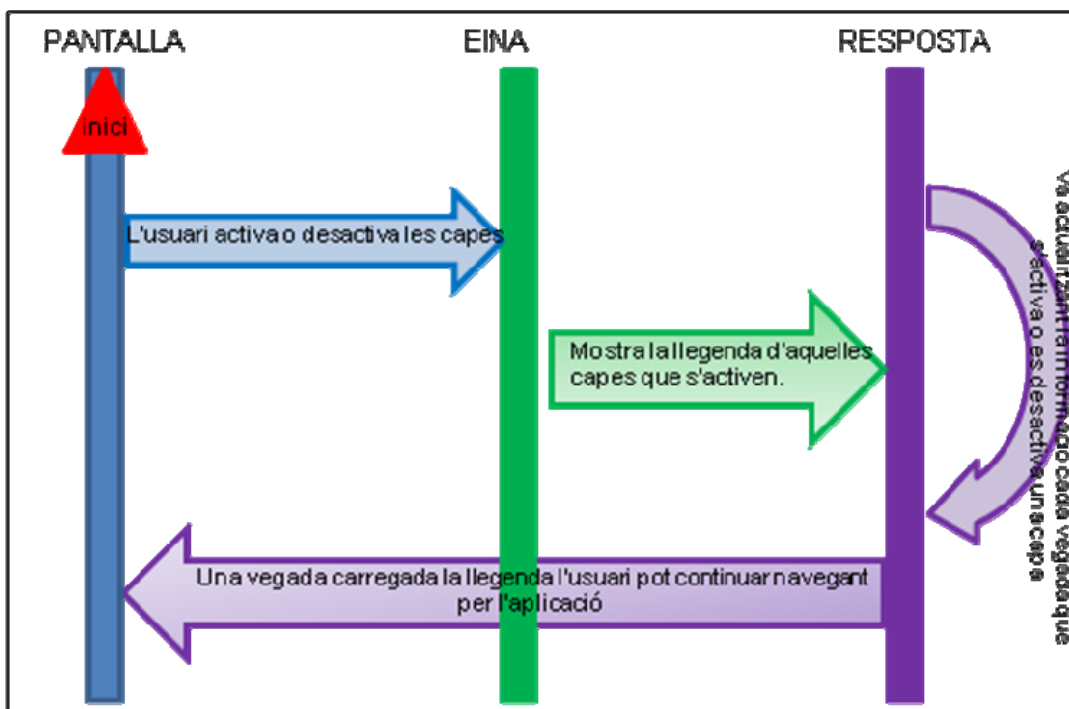 PANTALLA
EINA
RESPOSTA
inici
L'usuari activa o desactiva les capes
Mostra la llegenda d'aquelles
capes que s'activen.
Va actualitzant la informació cada vegada que
s'activa o es desactiva una capa
Una vegada carregada la llegenda l'usuari pot continuar navegant
per l'aplicació